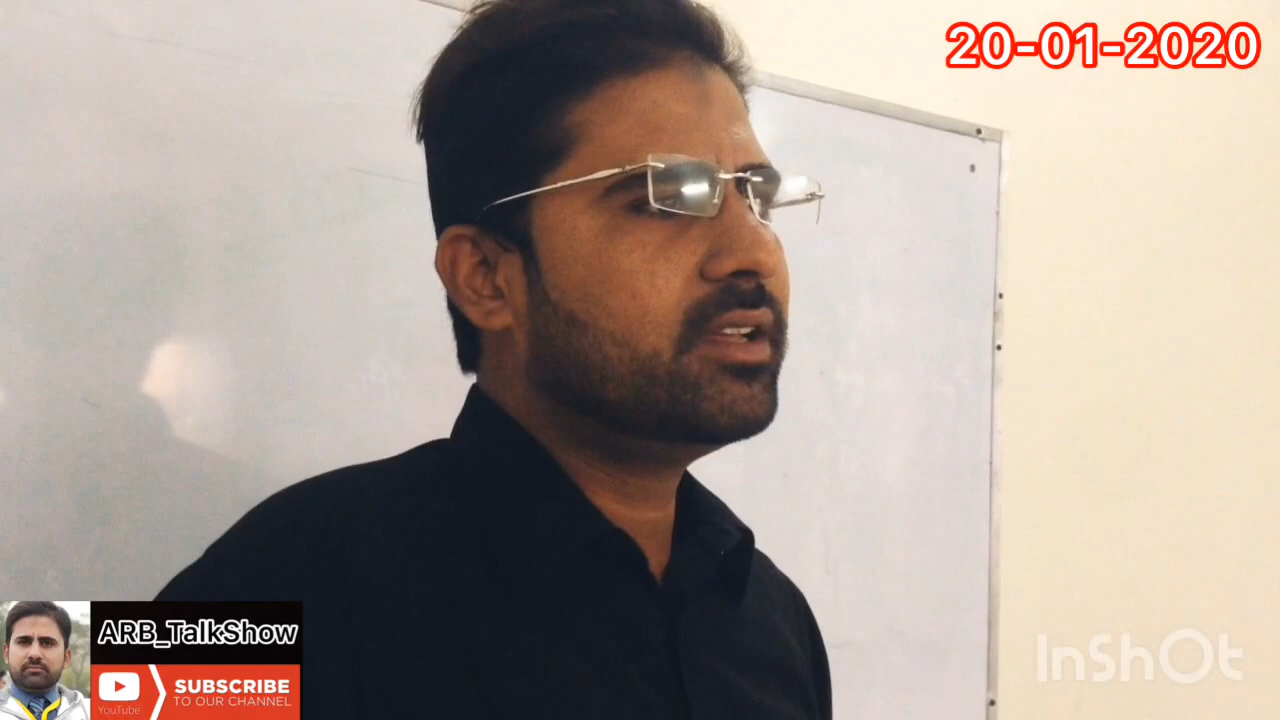 20-01-2020
ARB_TalkShow
SUBSCRIBE
TO OUR CHANNEL
YouTube
InShOt